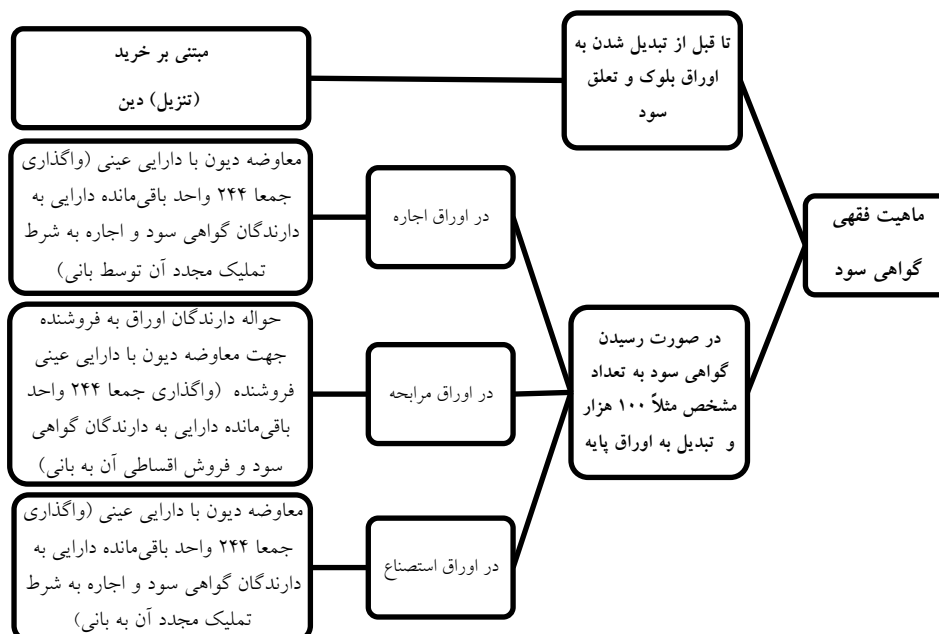 ماهیت فقهی
گواهی سود
تا قبل از تبدیل شدن به
اوراق بلوک و تعلق
سود
مبتنی بر خرید
(تنزیل) دین
در صورت رسیدن
گواهی سود به تعداد
مشخص مثلاً ۱۰۰ هزار
و تبدیل به اوراق پایه
در اوراق اجاره
معاوضه دیون با دارایی عینی (واگذاری
جمعا ۲۴۴ واحد باقی‌مانده دارایی به
دارندگان گواهی سود و اجاره به شرط
تملیک مجدد آن توسط بانی)
در اوراق مرابحه
حواله دارندگان اوراق به فروشنده
جهت معاوضه دیون با دارایی عینی
فروشنده (واگذاری جمعا ۲۴۴ واحد
باقی‌مانده دارایی به دارندگان گواهی
سود و فروش اقساطی آن به بانی)
در اوراق استصناع
معاوضه دیون با دارایی عینی (واگذاری
جمعا ۲۴۴ واحد باقی‌مانده دارایی به
دارندگان گواهی سود و اجاره به شرط
تملیک مجدد آن به بانی)